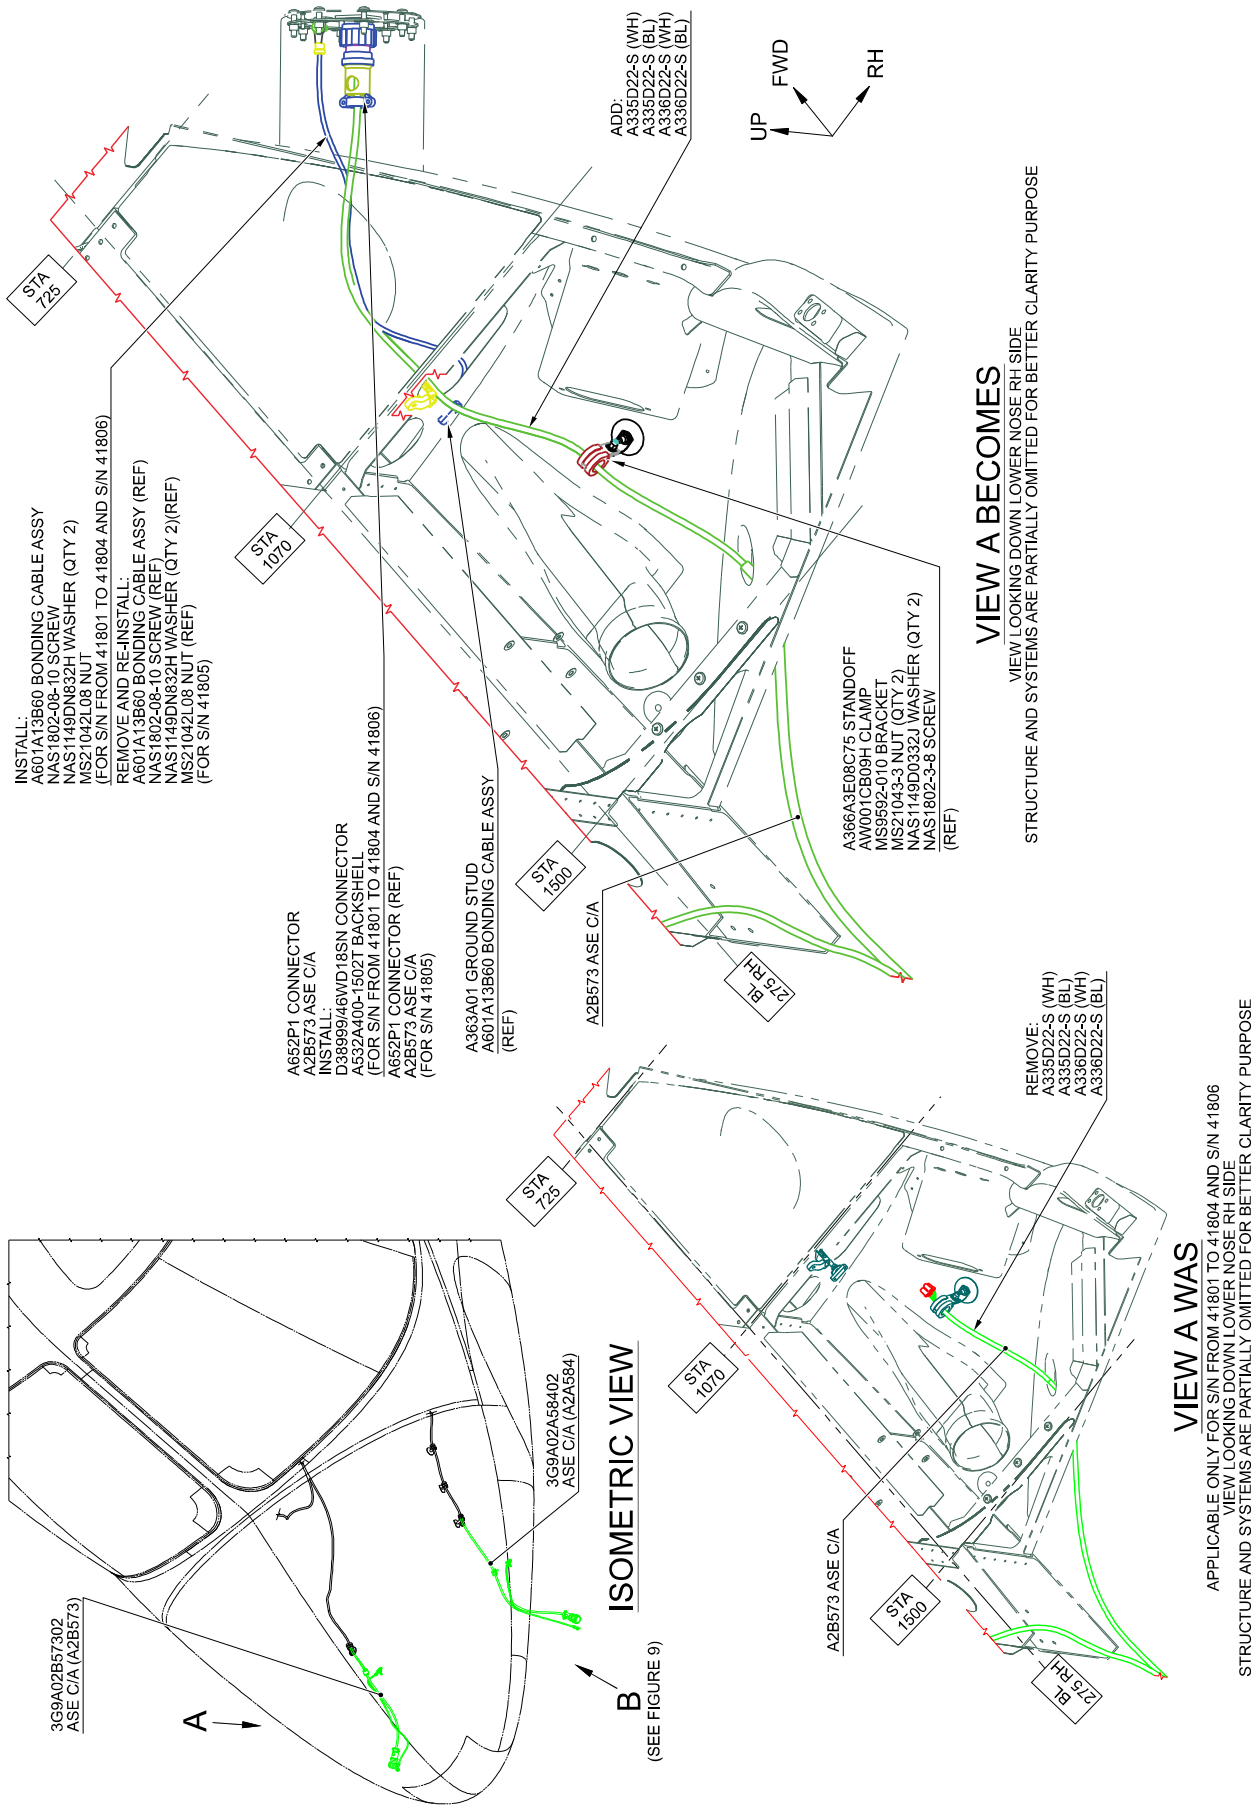 INSTALL:
A601A13B60 BONDING CABLE ASSY
NAS1802-08-10 SCREW
NAS1149DN832H WASHER (QTY 2)
MS21042L08 NUT
(FOR S/N FROM 41801 TO 41804 AND S/N 41806)
REMOVE AND RE-INSTALL:
A601A13B60 BONDING CABLE ASSY (REF)
NAS1802-08-10 SCREW (REF)
NAS1149DN832H WASHER (QTY 2)(REF)
MS21042L08 NUT (REF)
(FOR S/N 41805)
A652P1 CONNECTOR
A2B573 ASE C/A
INSTALL:
D38999/46WD18SN CONNECTOR
A532A400-1502T BACKSHELL
(FOR S/N FROM 41801 TO 41804 AND S/N 41806)
A652P1 CONNECTOR (REF)
A2B573 ASE C/A
(FOR S/N 41805)
A363A01 GROUND STUD
A601A13B60 BONDING CABLE ASSY
(REF)
A2B573 ASE C/A
STA
725
STA
1070
STA
1500
BL
275 RH
ADD:
A335D22-S (WH)
A335D22-S (BL)
A336D22-S (WH)
A336D22-S (BL)
UP
FWD
RH
A366A3E08C75 STANDOFF
AW001CB09H CLAMP
MS9592-010 BRACKET
MS21043-3 NUT (QTY 2)
NAS1149D0332J WASHER (QTY 2)
NAS1802-3-8 SCREW
(REF)
VIEW A BECOMES
VIEW LOOKING DOWN LOWER NOSE RH SIDE
STRUCTURE AND SYSTEMS ARE PARTIALLY OMITTED FOR BETTER CLARITY PURPOSE
3G9A02B57302
ASE C/A (A2B573)
A
3G9A02A58402
ASE C/A (A2A584)
B
(SEE FIGURE 9)
ISOMETRIC VIEW
STA
725
STA
1070
STA
1500
BL
275 RH
A2B573 ASE C/A
REMOVE:
A335D22-S (WH)
A335D22-S (BL)
A336D22-S (WH)
A336D22-S (BL)
VIEW A WAS
APPLICABLE ONLY FOR S/N FROM 41801 TO 41804 AND S/N 41806
VIEW LOOKING DOWN LOWER NOSE RH SIDE
STRUCTURE AND SYSTEMS ARE PARTIALLY OMITTED FOR BETTER CLARITY PURPOSE